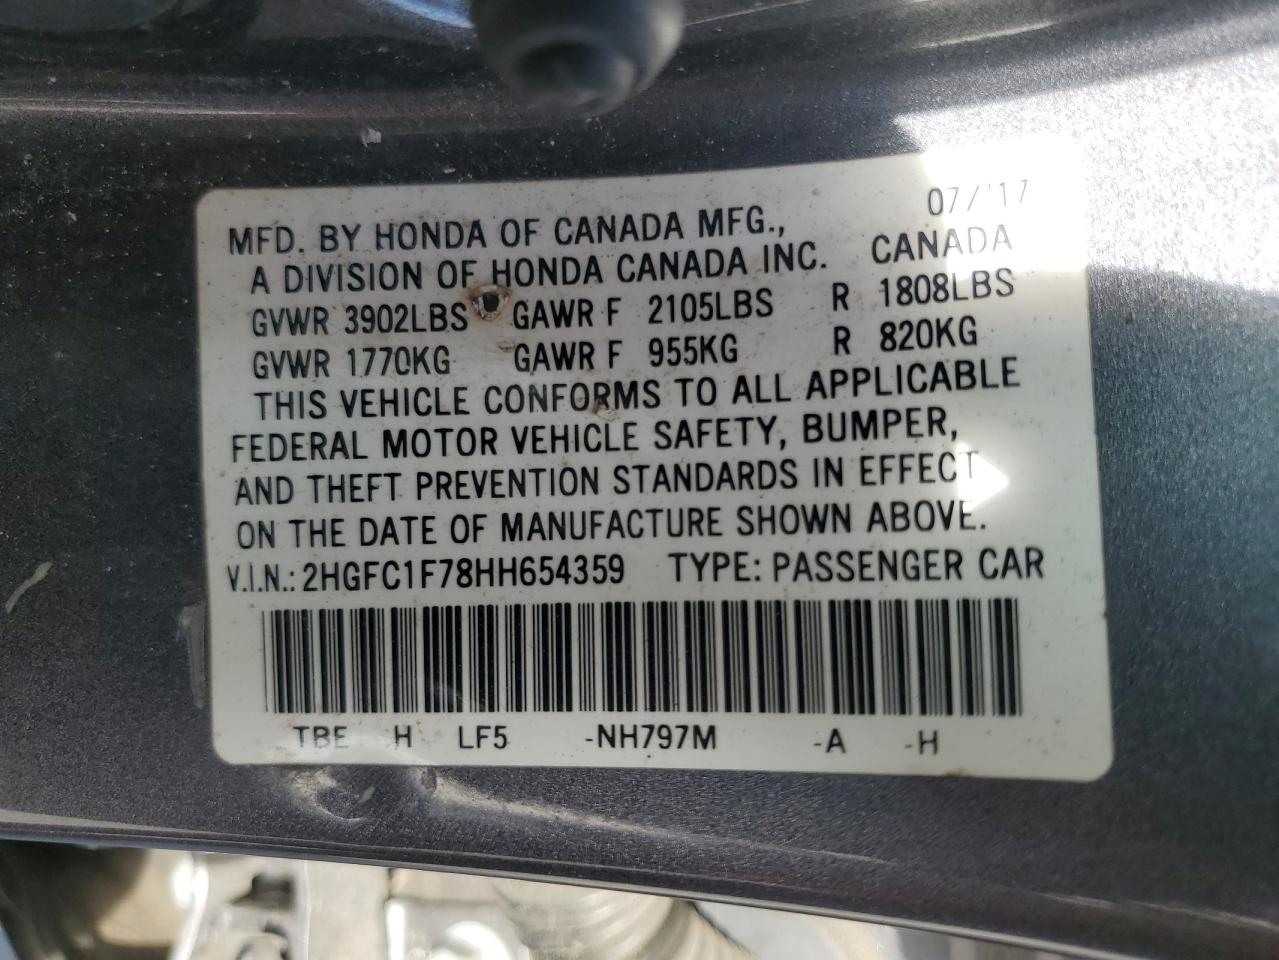 07/'17
MFD. BY HONDA OF CANADA MFG.,
A DIVISION OF HONDA CANADA INC. CANADA
GVWR 3902LBS GAWR F 2105LBS R 1808LBS
GVWR 1770KG GAWR F 955KG R 820KG
THIS VEHICLE CONFORMS TO ALL APPLICABLE
FEDERAL MOTOR VEHICLE SAFETY, BUMPER,
AND THEFT PREVENTION STANDARDS IN EFFECT
ON THE DATE OF MANUFACTURE SHOWN ABOVE.
V.I.N.: 2HGFC1F78HH654359 TYPE: PASSENGER CAR
TBE H LF5 -NH797M -A -H